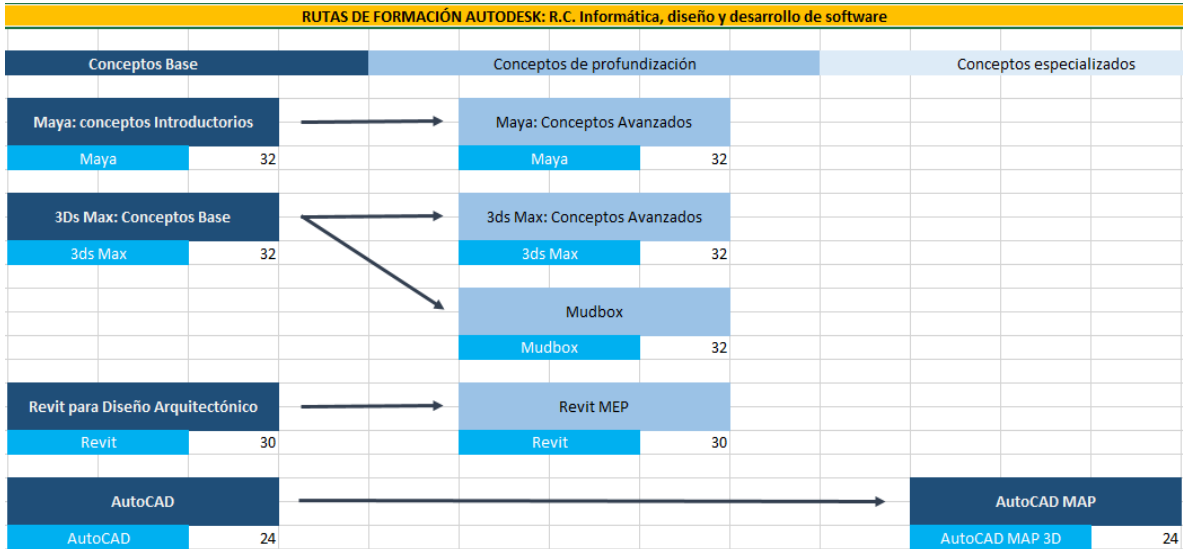 RUTAS DE FORMACIÓN AUTODESK: R.C. Informática, diseño y desarrollo de software
Conceptos Base Conceptos de profundización Conceptos especializados
Maya: conceptos Introductorios Maya: Conceptos Avanzados
Maya 32 Maya 32
3Ds Max: Conceptos Base 3ds Max: Conceptos Avanzados
3ds Max 32 3ds Max 32
Mudbox
Mudbox 32
Revit para Diseño Arquitectónico Revit MEP
Revit 30 Revit 30
AutoCAD AutoCAD MAP
AutoCAD 24 AutoCAD MAP 3D 24